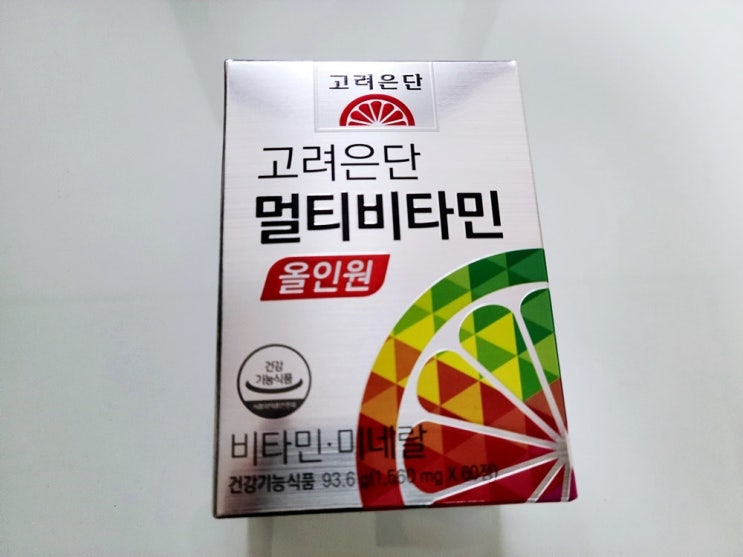 고려은단
고려은단
멀티비타민
올인원
건강
기능식품
비타민·미네랄
건강기능식품 93.6 g(1,560 mg X 60정)